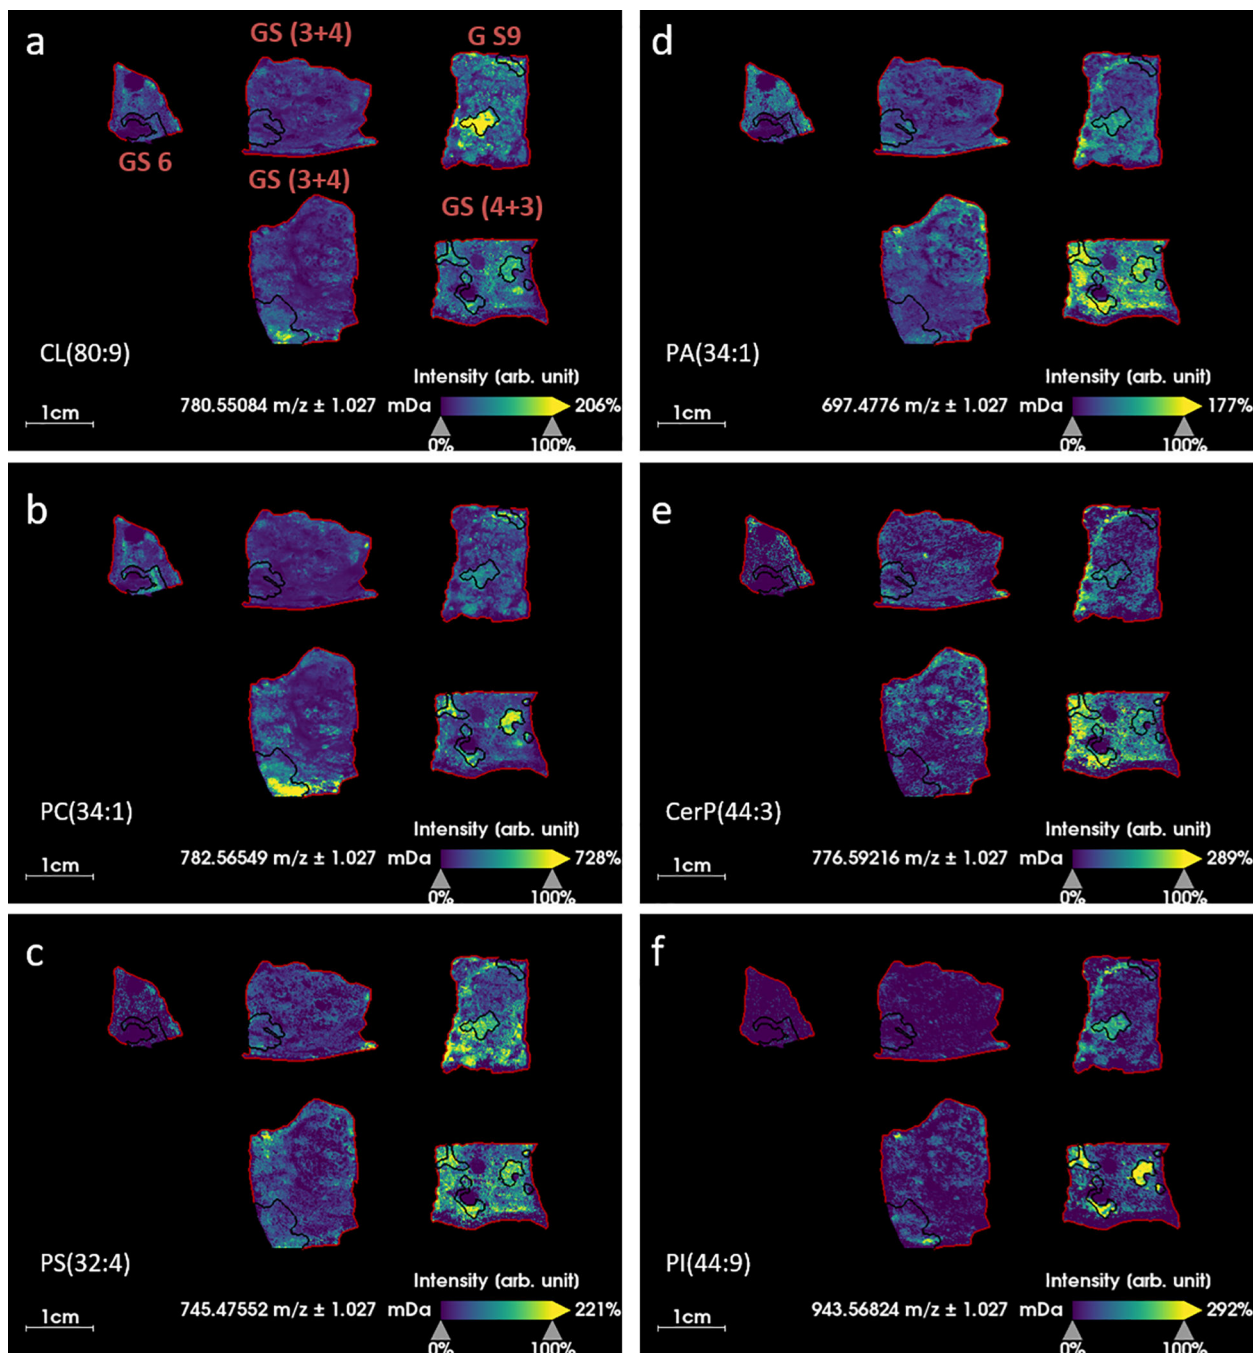 a
GS (3+4)
G S9
GS 6
GS (3+4)
GS (4+3)
CL(80:9)
Intensity [arb. unit]
780.55084 m/z ± 1.027 mDa
206%
1cm
0%
100%
d
PA(34:1)
Intensity [arb. unit]
697.4776 m/z ± 1.027 mDa
177%
1cm
0%
100%
b
PC(34:1)
Intensity [arb. unit]
782.56549 m/z ± 1.027 mDa
728%
1cm
0%
100%
e
CerP(44:3)
Intensity [arb. unit]
776.59216 m/z ± 1.027 mDa
289%
1cm
0%
100%
c
PS(32:4)
Intensity [arb. unit]
745.47552 m/z ± 1.027 mDa
221%
1cm
0%
100%
f
PI(44:9)
Intensity [arb. unit]
943.56824 m/z ± 1.027 mDa
292%
1cm
0%
100%